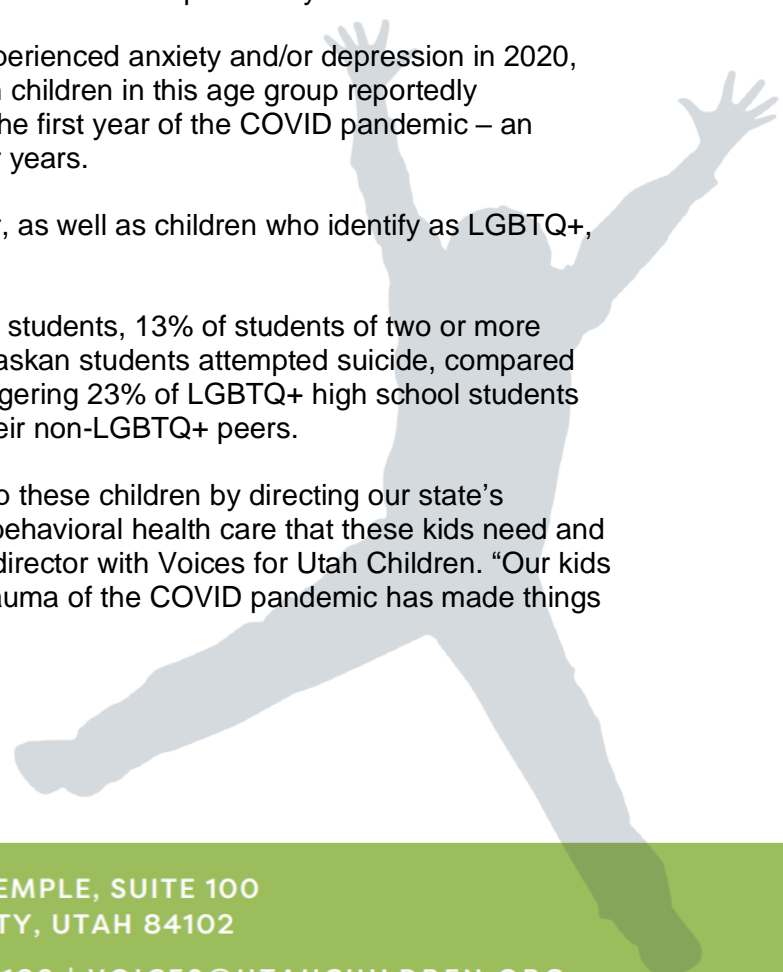 perienced anxiety and/or depression in 2020,
children in this age group reportedly
he first year of the COVID pandemic – an
years.
, as well as children who identify as LGBTQ+,
students, 13% of students of two or more
askan students attempted suicide, compared
gering 23% of LGBTQ+ high school students
eir non-LGBTQ+ peers.
o these children by directing our state’s
behavioral health care that these kids need and
director with Voices for Utah Children. “Our kids
auma of the COVID pandemic has made things
EMPLE, SUITE 100
TY, UTAH 84102
VOICES@UTAHCHILDREN.ORG